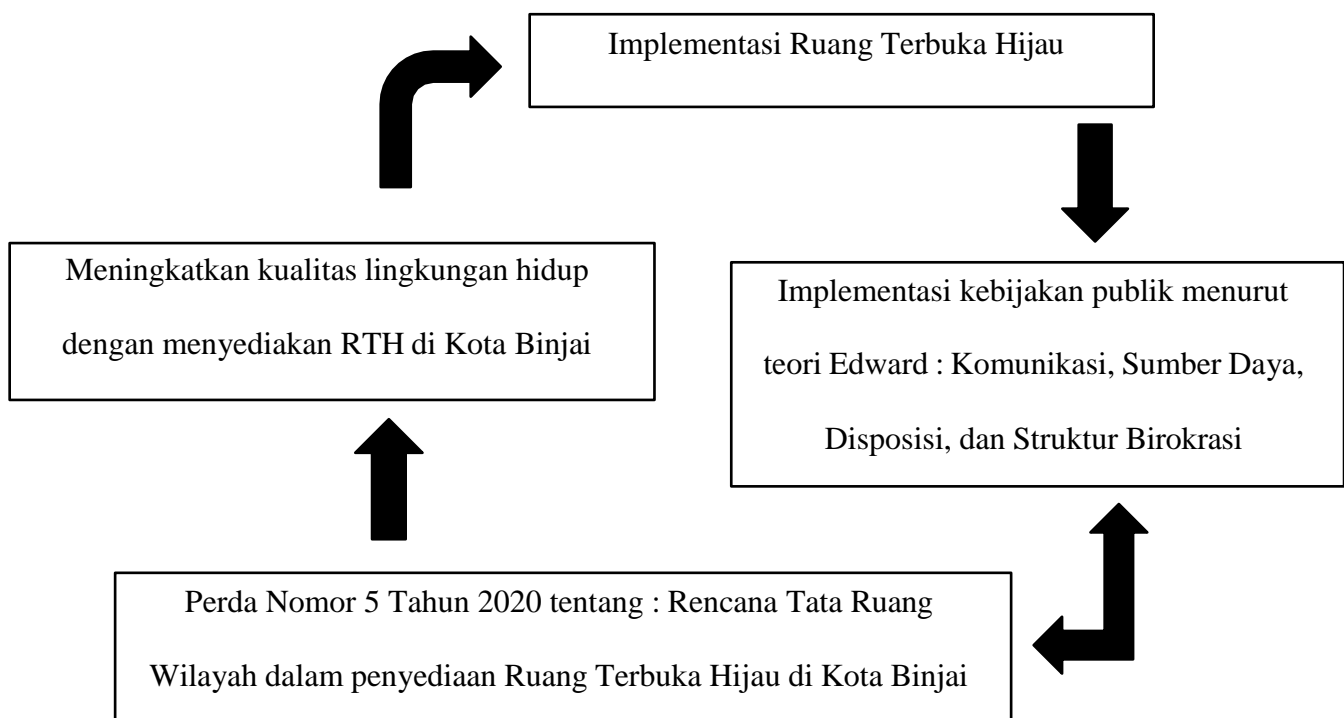 Implementasi Ruang Terbuka Hijau
Meningkatkan kualitas lingkungan hidup
dengan menyediakan RTH di Kota Binjai
Implementasi kebijakan publik menurut
teori Edward : Komunikasi, Sumber Daya,
Disposisi, dan Struktur Birokrasi
Perda Nomor 5 Tahun 2020 tentang : Rencana Tata Ruang
Wilayah dalam penyediaan Ruang Terbuka Hijau di Kota Binjai